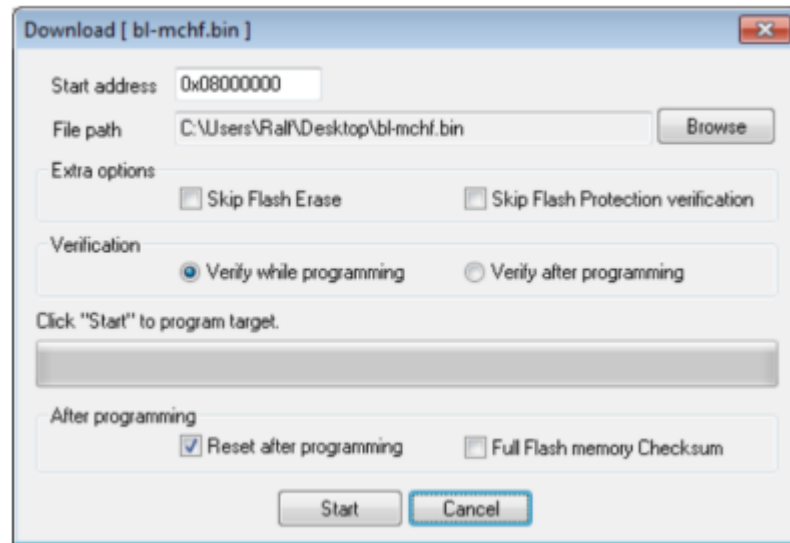 Download [ bl-mchf.bin ]
Start address 0x08000000
File path C:\Users\Ralf\Desktop\bl-mchf.bin Browse
Extra options
Skip Flash Erase Skip Flash Protection verification
Verification
Verify while programming Verify after programming
Click "Start" to program target.
After programming
Reset after programming Full Flash memory Checksum
Start Cancel